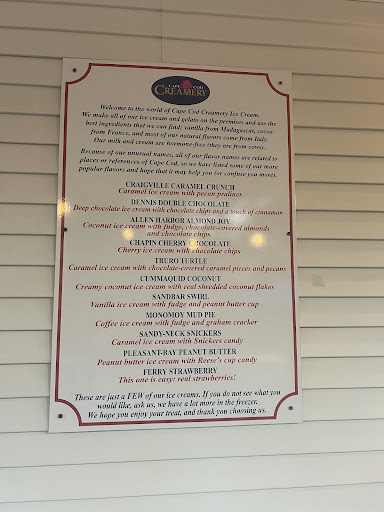 CAPE COD
CREAMERY
Welcome to the world of Cape Cod Creamery Ice Cream.
We make all of our ice cream and gelato on the premises and use the
best ingredients that we can find: vanilla from Madagascar, cocoa
from France, and most of our natural flavors come from Italy.
Our milk and cream are hormone-free (they are from cows).
Because of our unusual names, all of our flavor names are related to
places or references of Cape Cod, so we have listed some of our more
popular flavors and hope that it may help you (or confuse you more).
CRAIGVILLE CARAMEL CRUNCH
Caramel ice cream with pecan pralines
DENNIS DOUBLE CHOCOLATE
Deep chocolate ice cream with chocolate chips and a touch of cinnamon
ALLEN HARBOR ALMOND JOY
Coconut ice cream with fudge, chocolate-covered almonds
and chocolate chips
CHAPIN CHERRY CHOCOLATE
Cherry ice cream with chocolate chips
TRURO TURTLE
Caramel ice cream with chocolate-covered caramel pieces and pecans
CUMMAQUID COCONUT
Creamy coconut ice cream with real shredded coconut flakes
SANDBAR SWIRL
Vanilla ice cream with fudge and peanut butter cup
MONOMOY MUD PIE
Coffee ice cream with fudge and graham cracker
SANDY-NECK SNICKERS
Caramel ice cream with Snickers candy
PLEASANT-BAY PEANUT BUTTER
Peanut butter ice cream with Reese's cup candy
FERRY STRAWBERRY
This one is easy: real strawberries!
These are just a FEW of our ice creams. If you do not see what you
would like, ask us, we have a lot more in the freezer.
We hope you enjoy your treat, and thank you choosing us.